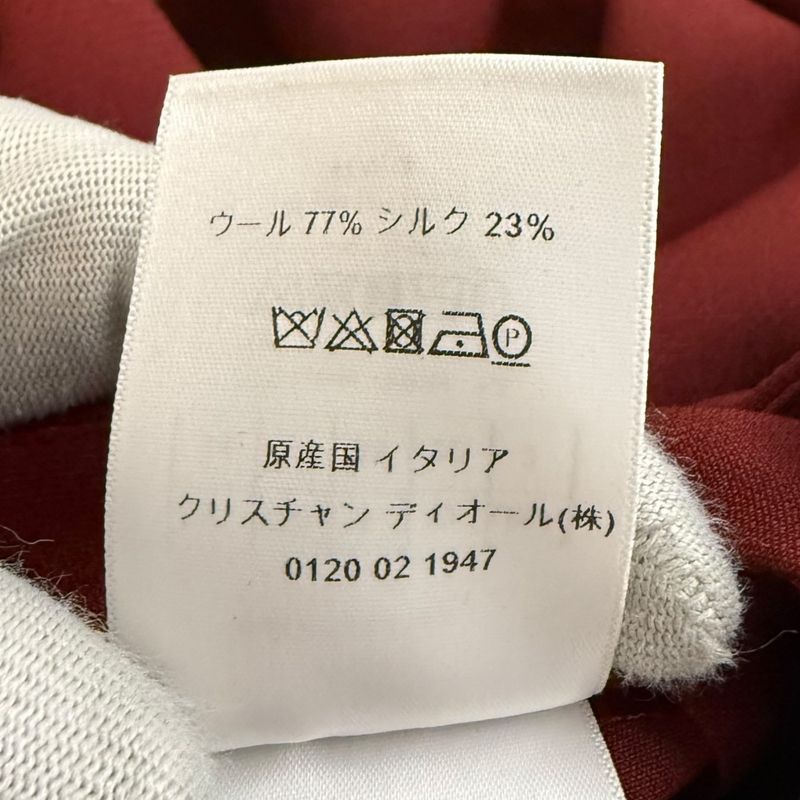 ウール 77% シルク 23%
P
原産国 イタリア
クリスチャン ディオール(株)
0120 02 1947